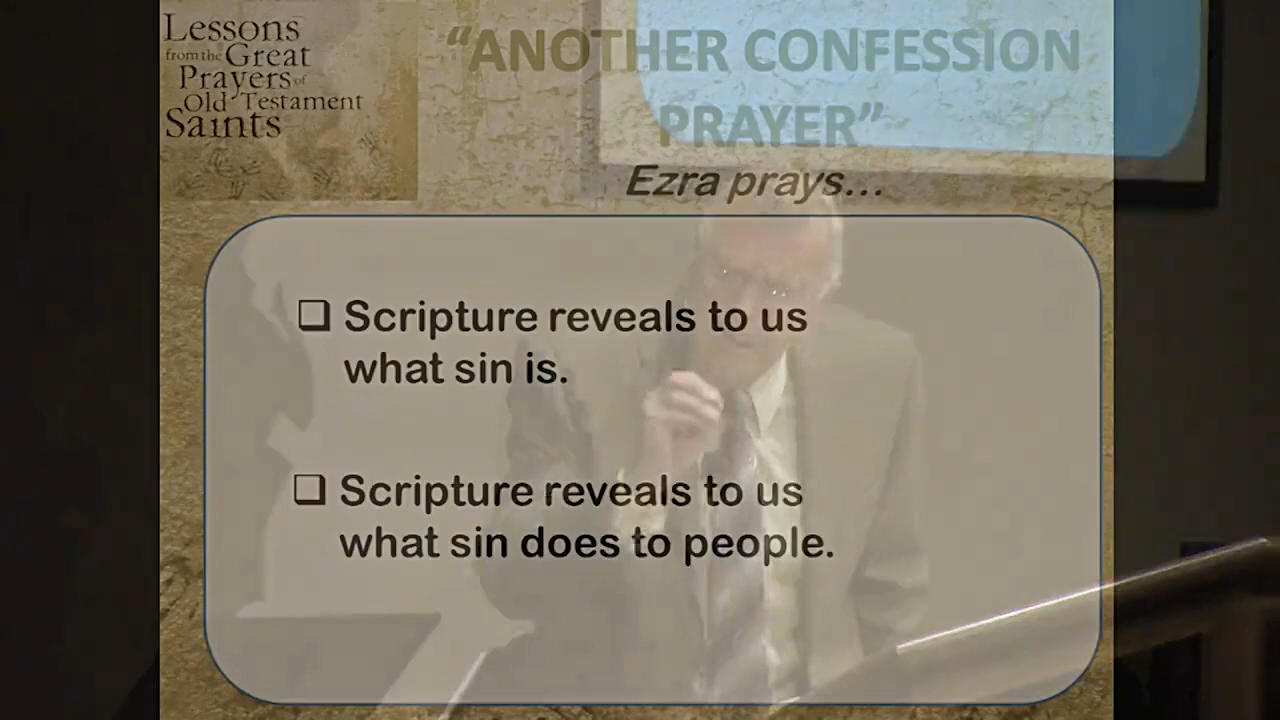 Lessons
from the Great
Prayers of
Old Testament
Saints
“ANOTHER CONFESSION
PRAYER”
Ezra prays…
❑ Scripture reveals to us
what sin is.
❑ Scripture reveals to us
what sin does to people.